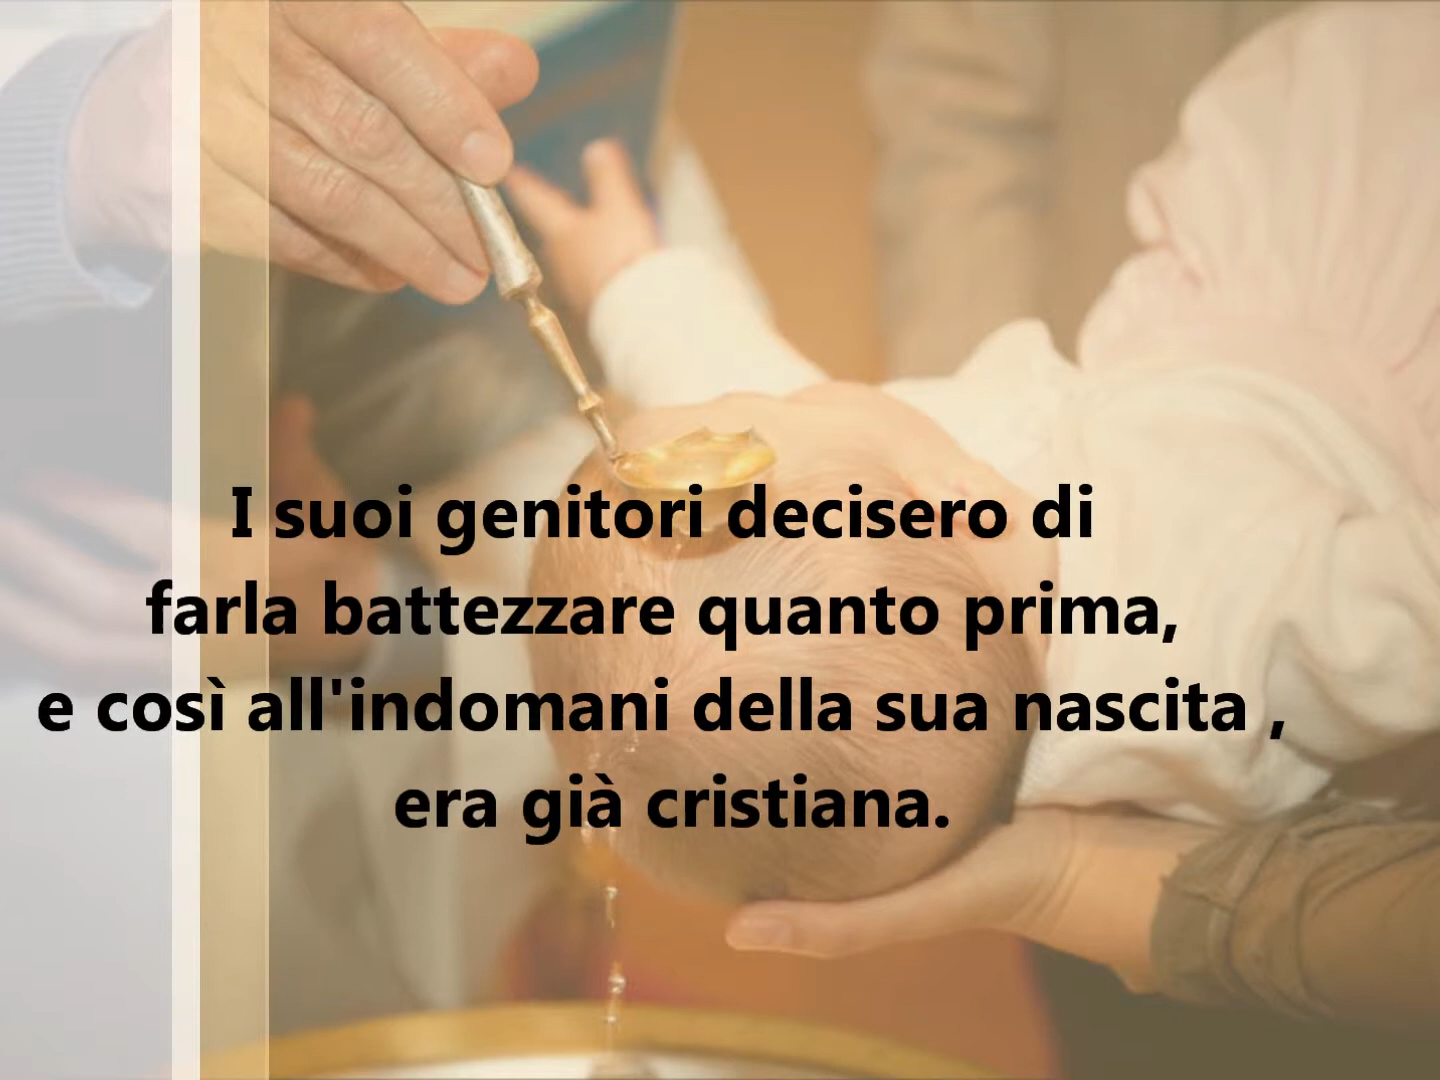 I suoi genitori decisero di
farla battezzare quanto prima,
e così all'indomani della sua nascita ,
era già cristiana.